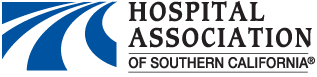 HOSPITAL
ASSOCIATION
OF SOUTHERN CALIFORNIA®